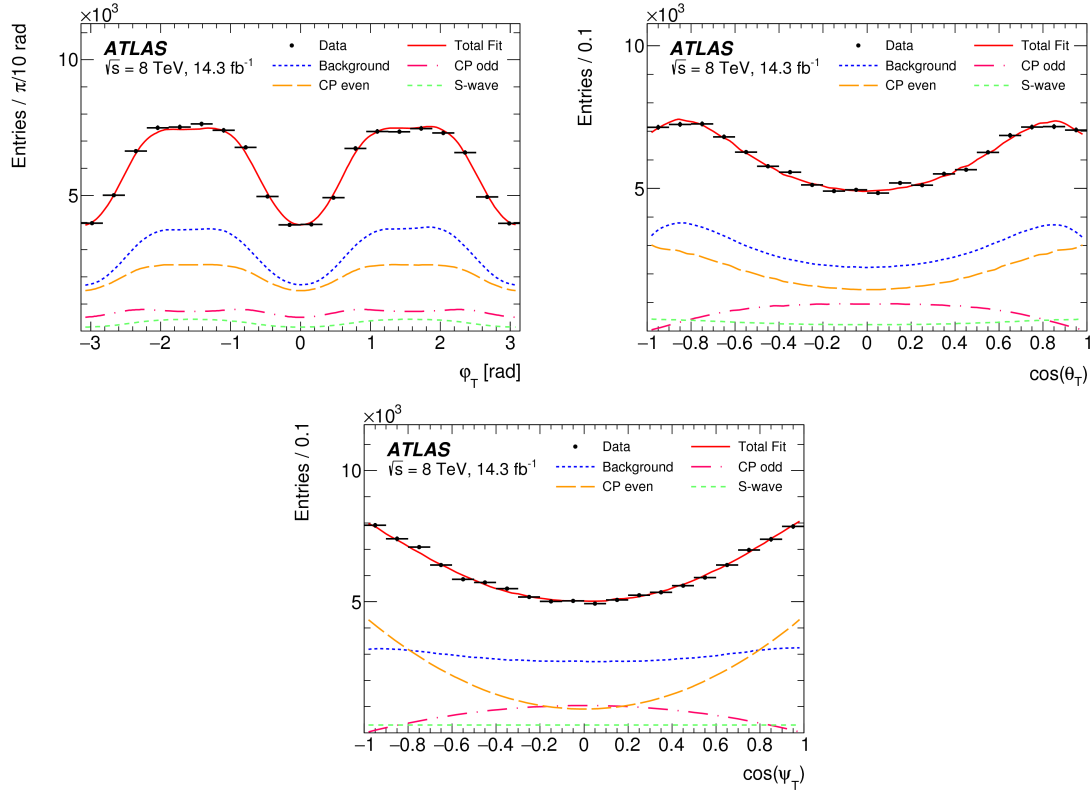 ×10³
Entries / π/10 rad
10
5
ATLAS
√s = 8 TeV, 14.3 fb⁻¹
Data
Background
CP even
Total Fit
CP odd
S-wave
−3 −2 −1 0 1 2 3
φ_T [rad]
×10³
Entries / 0.1
10
5
ATLAS
√s = 8 TeV, 14.3 fb⁻¹
Data
Background
CP even
Total Fit
CP odd
S-wave
−1 −0.8 −0.6 −0.4 −0.2 0 0.2 0.4 0.6 0.8 1
cos(θ_T)
×10³
Entries / 0.1
10
5
ATLAS
√s = 8 TeV, 14.3 fb⁻¹
Data
Background
CP even
Total Fit
CP odd
S-wave
−1 −0.8 −0.6 −0.4 −0.2 0 0.2 0.4 0.6 0.8 1
cos(ψ_T)